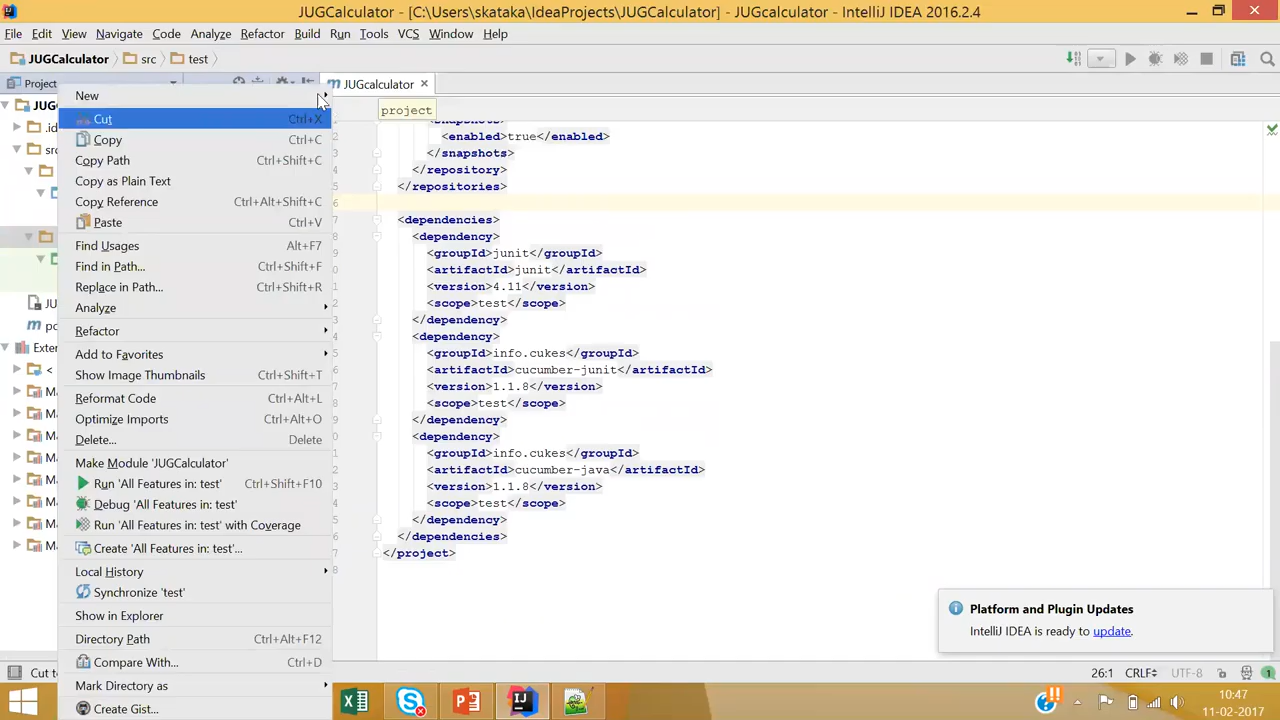 JUGCalculator - [C:\Users\skataka\IdeaProjects\JUGCalculator] - JUGcalculator - IntelliJ IDEA 2016.2.4
File Edit View Navigate Code Analyze Refactor Build Run Tools VCS Window Help
JUGCalculator src test
Project
JUGcalculator
project
New
Cut Ctrl+X
Copy Ctrl+C
Copy Path Ctrl+Shift+C
Copy as Plain Text
Copy Reference Ctrl+Alt+Shift+C
Paste Ctrl+V
Find Usages Alt+F7
Find in Path... Ctrl+Shift+F
Replace in Path... Ctrl+Shift+R
Analyze
Refactor
Add to Favorites
Show Image Thumbnails Ctrl+Shift+T
Reformat Code Ctrl+Alt+L
Optimize Imports Ctrl+Alt+O
Delete... Delete
Make Module 'JUGCalculator'
Run 'All Features in: test' Ctrl+Shift+F10
Debug 'All Features in: test'
Run 'All Features in: test' with Coverage
Create 'All Features in: test'...
Local History
Synchronize 'test'
Show in Explorer
Directory Path Ctrl+Alt+F12
Compare With... Ctrl+D
Mark Directory as
Create Gist...
<enabled>true</enabled>
</snapshots>
</repository>
</repositories>
<dependencies>
<dependency>
<groupId>junit</groupId>
<artifactId>junit</artifactId>
<version>4.11</version>
<scope>test</scope>
</dependency>
<dependency>
<groupId>info.cukes</groupId>
<artifactId>cucumber-junit</artifactId>
<version>1.1.8</version>
<scope>test</scope>
</dependency>
<dependency>
<groupId>info.cukes</groupId>
<artifactId>cucumber-java</artifactId>
<version>1.1.8</version>
<scope>test</scope>
</dependency>
</dependencies>
</project>
Platform and Plugin Updates
IntelliJ IDEA is ready to update.
Cut to
26:1 CRLF UTF-8 1
10:47
11-02-2017